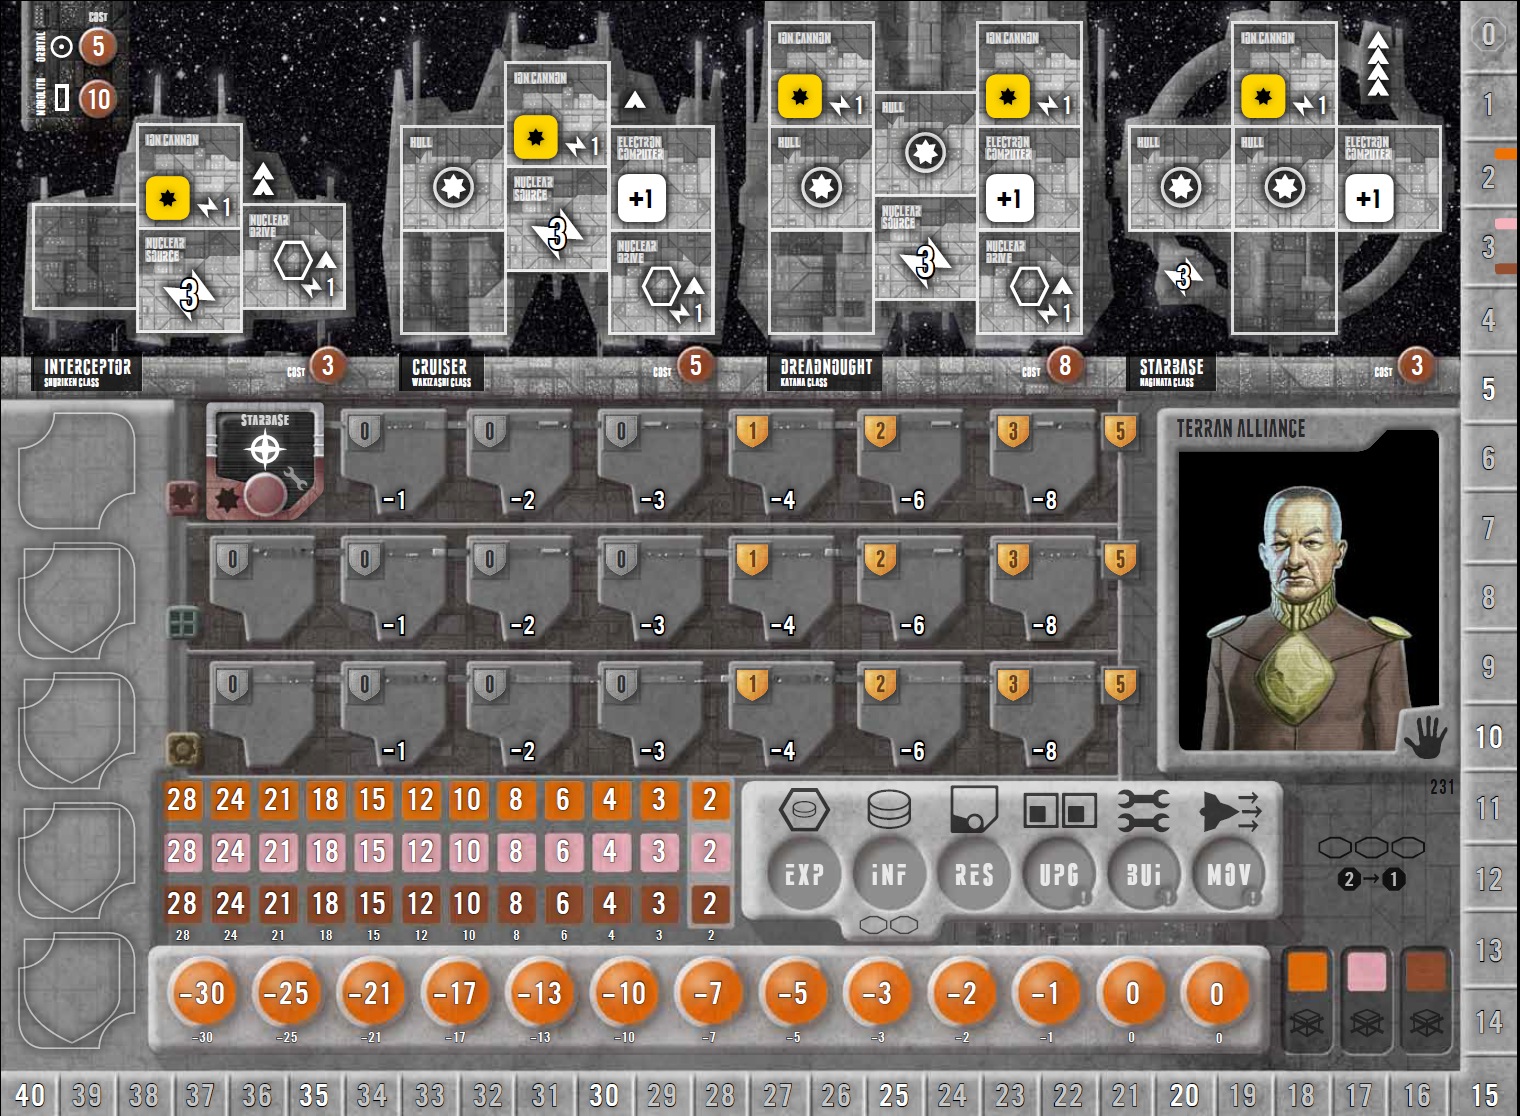 COST
ORBITAL 5
MONOLITH 10
ION CANNON
1
NUCLEAR SOURCE
3
NUCLEAR DRIVE
1
INTERCEPTOR
SHURIKEN CLASS
COST 3
HULL
ION CANNON
1
ELECTRON COMPUTER
+1
NUCLEAR SOURCE
3
NUCLEAR DRIVE
1
CRUISER
WAKIZASHI CLASS
COST 5
ION CANNON
1
HULL
ION CANNON
1
HULL
ELECTRON COMPUTER
+1
NUCLEAR SOURCE
3
NUCLEAR DRIVE
1
DREADNOUGHT
KATANA CLASS
COST 8
ION CANNON
1
HULL
HULL
ELECTRON COMPUTER
+1
3
STARBASE
NAGINATA CLASS
COST 3
0
1
2
3
4
5
6
7
8
9
10
11
12
13
14
STARBASE 0 0 0 1 2 3 5
-1 -2 -3 -4 -6 -8
0 0 0 0 1 2 3 5
-1 -2 -3 -4 -6 -8
0 0 0 0 1 2 3 5
-1 -2 -3 -4 -6 -8
TERRAN ALLIANCE
231
28 24 21 18 15 12 10 8 6 4 3 2
28 24 21 18 15 12 10 8 6 4 3 2
28 24 21 18 15 12 10 8 6 4 3 2
28 24 21 18 15 12 10 8 6 4 3 2
EXP INF RES UPG BUI MOV
! ! !
2→1
-30 -25 -21 -17 -13 -10 -7 -5 -3 -2 -1 0 0
-30 -25 -21 -17 -13 -10 -7 -5 -3 -2 -1 0 0
40 39 38 37 36 35 34 33 32 31 30 29 28 27 26 25 24 23 22 21 20 19 18 17 16 15